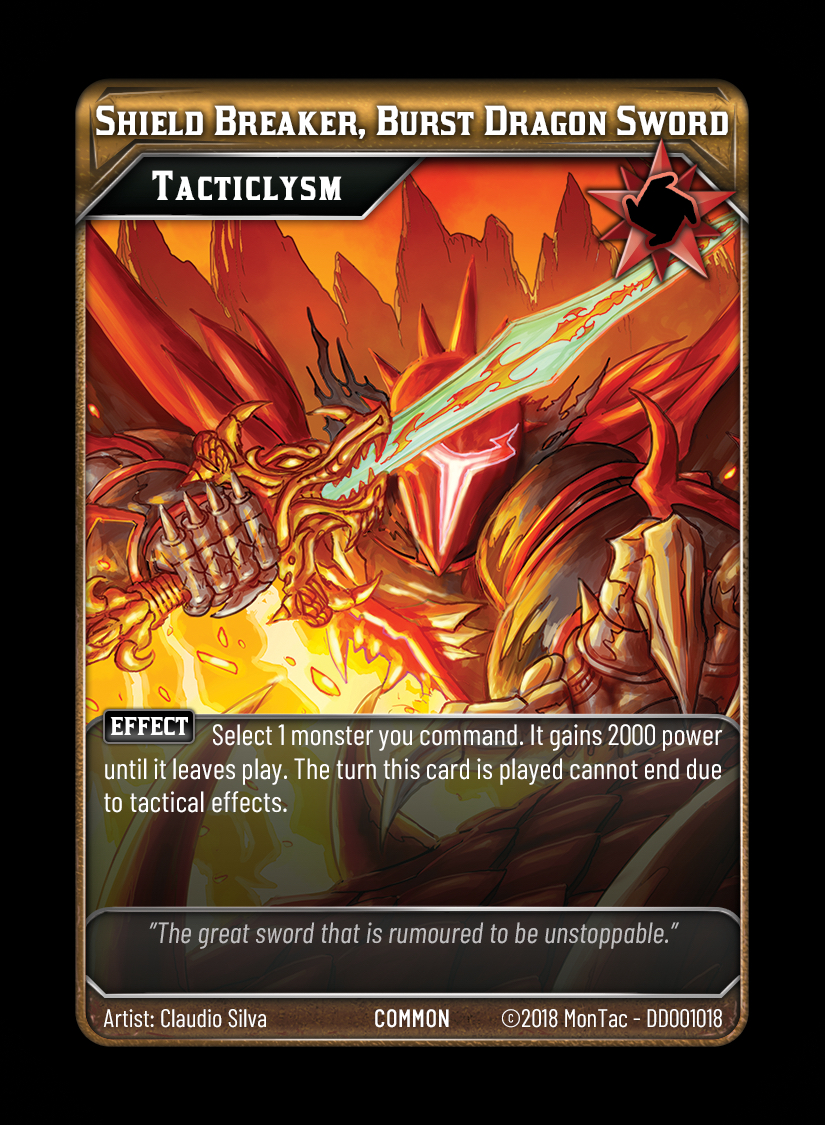 Shield Breaker, Burst Dragon Sword
Tacticlysm
EFFECT Select 1 monster you command. It gains 2000 power
until it leaves play. The turn this card is played cannot end due
to tactical effects.
"The great sword that is rumoured to be unstoppable."
Artist: Claudio Silva COMMON ©2018 MonTac - DD001018